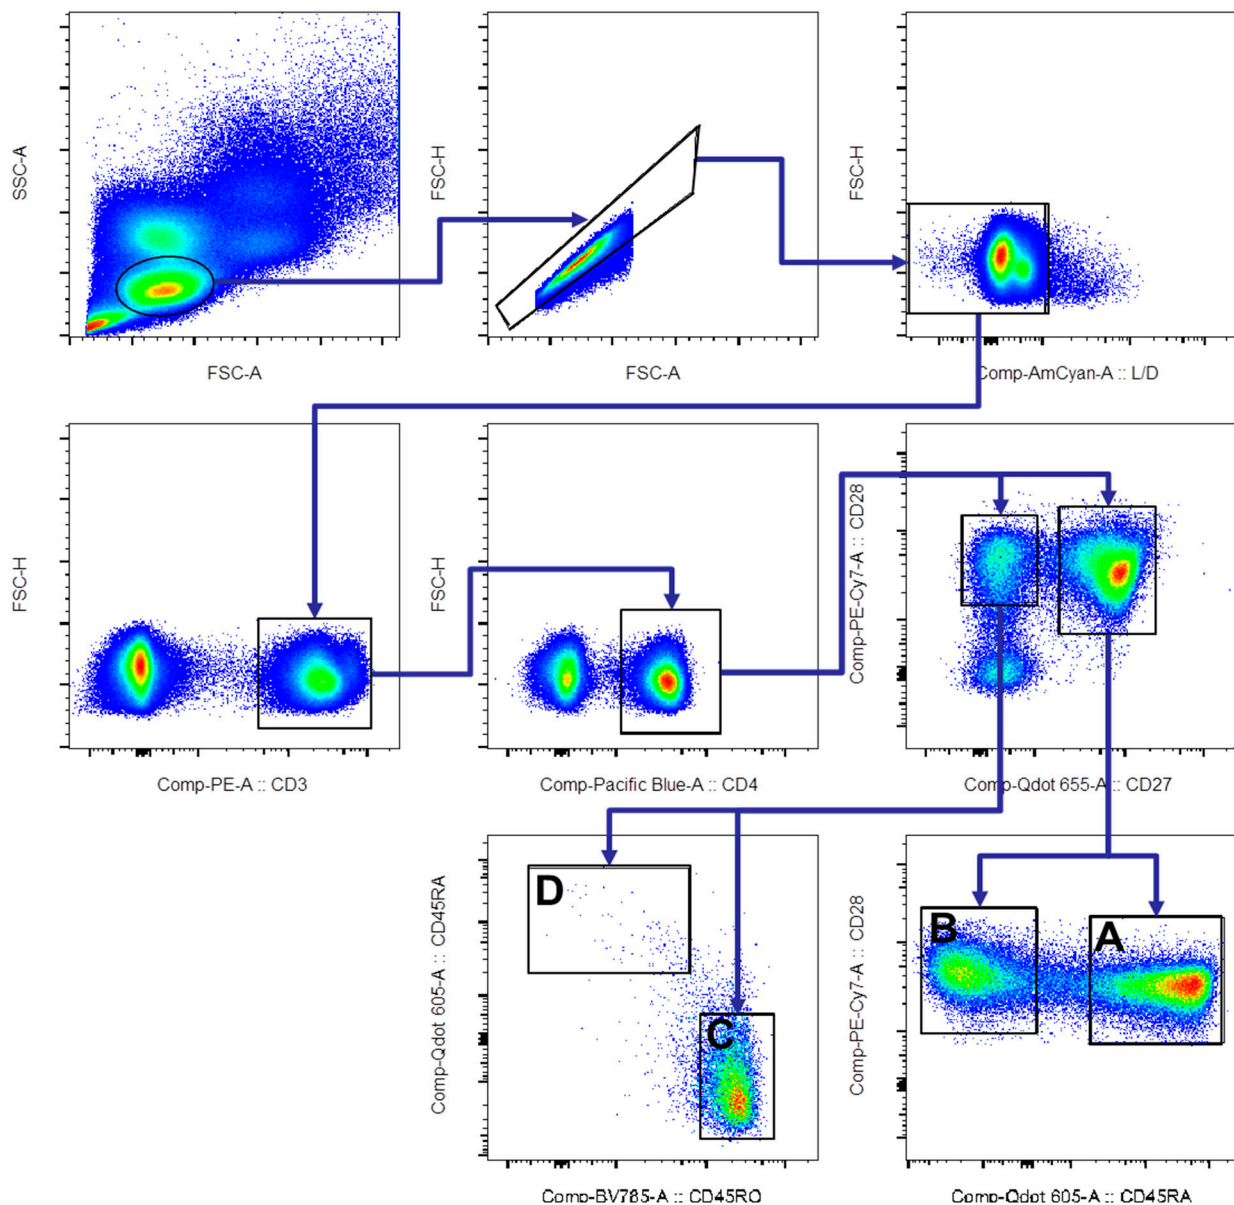 SSC-A
FSC-A
FSC-H
FSC-A
FSC-H
Comp-AmCyan-A :: L/D
FSC-H
Comp-PE-A :: CD3
FSC-H
Comp-Pacific Blue-A :: CD4
Comp-PE-Cy7-A :: CD28
Comp-Qdot 655-A :: CD27
Comp-Qdot 605-A :: CD45RA
D
C
Comp-BV785-A :: CD45RO
Comp-PE-Cy7-A :: CD28
B
A
Comp-Qdot 605-A :: CD45RA